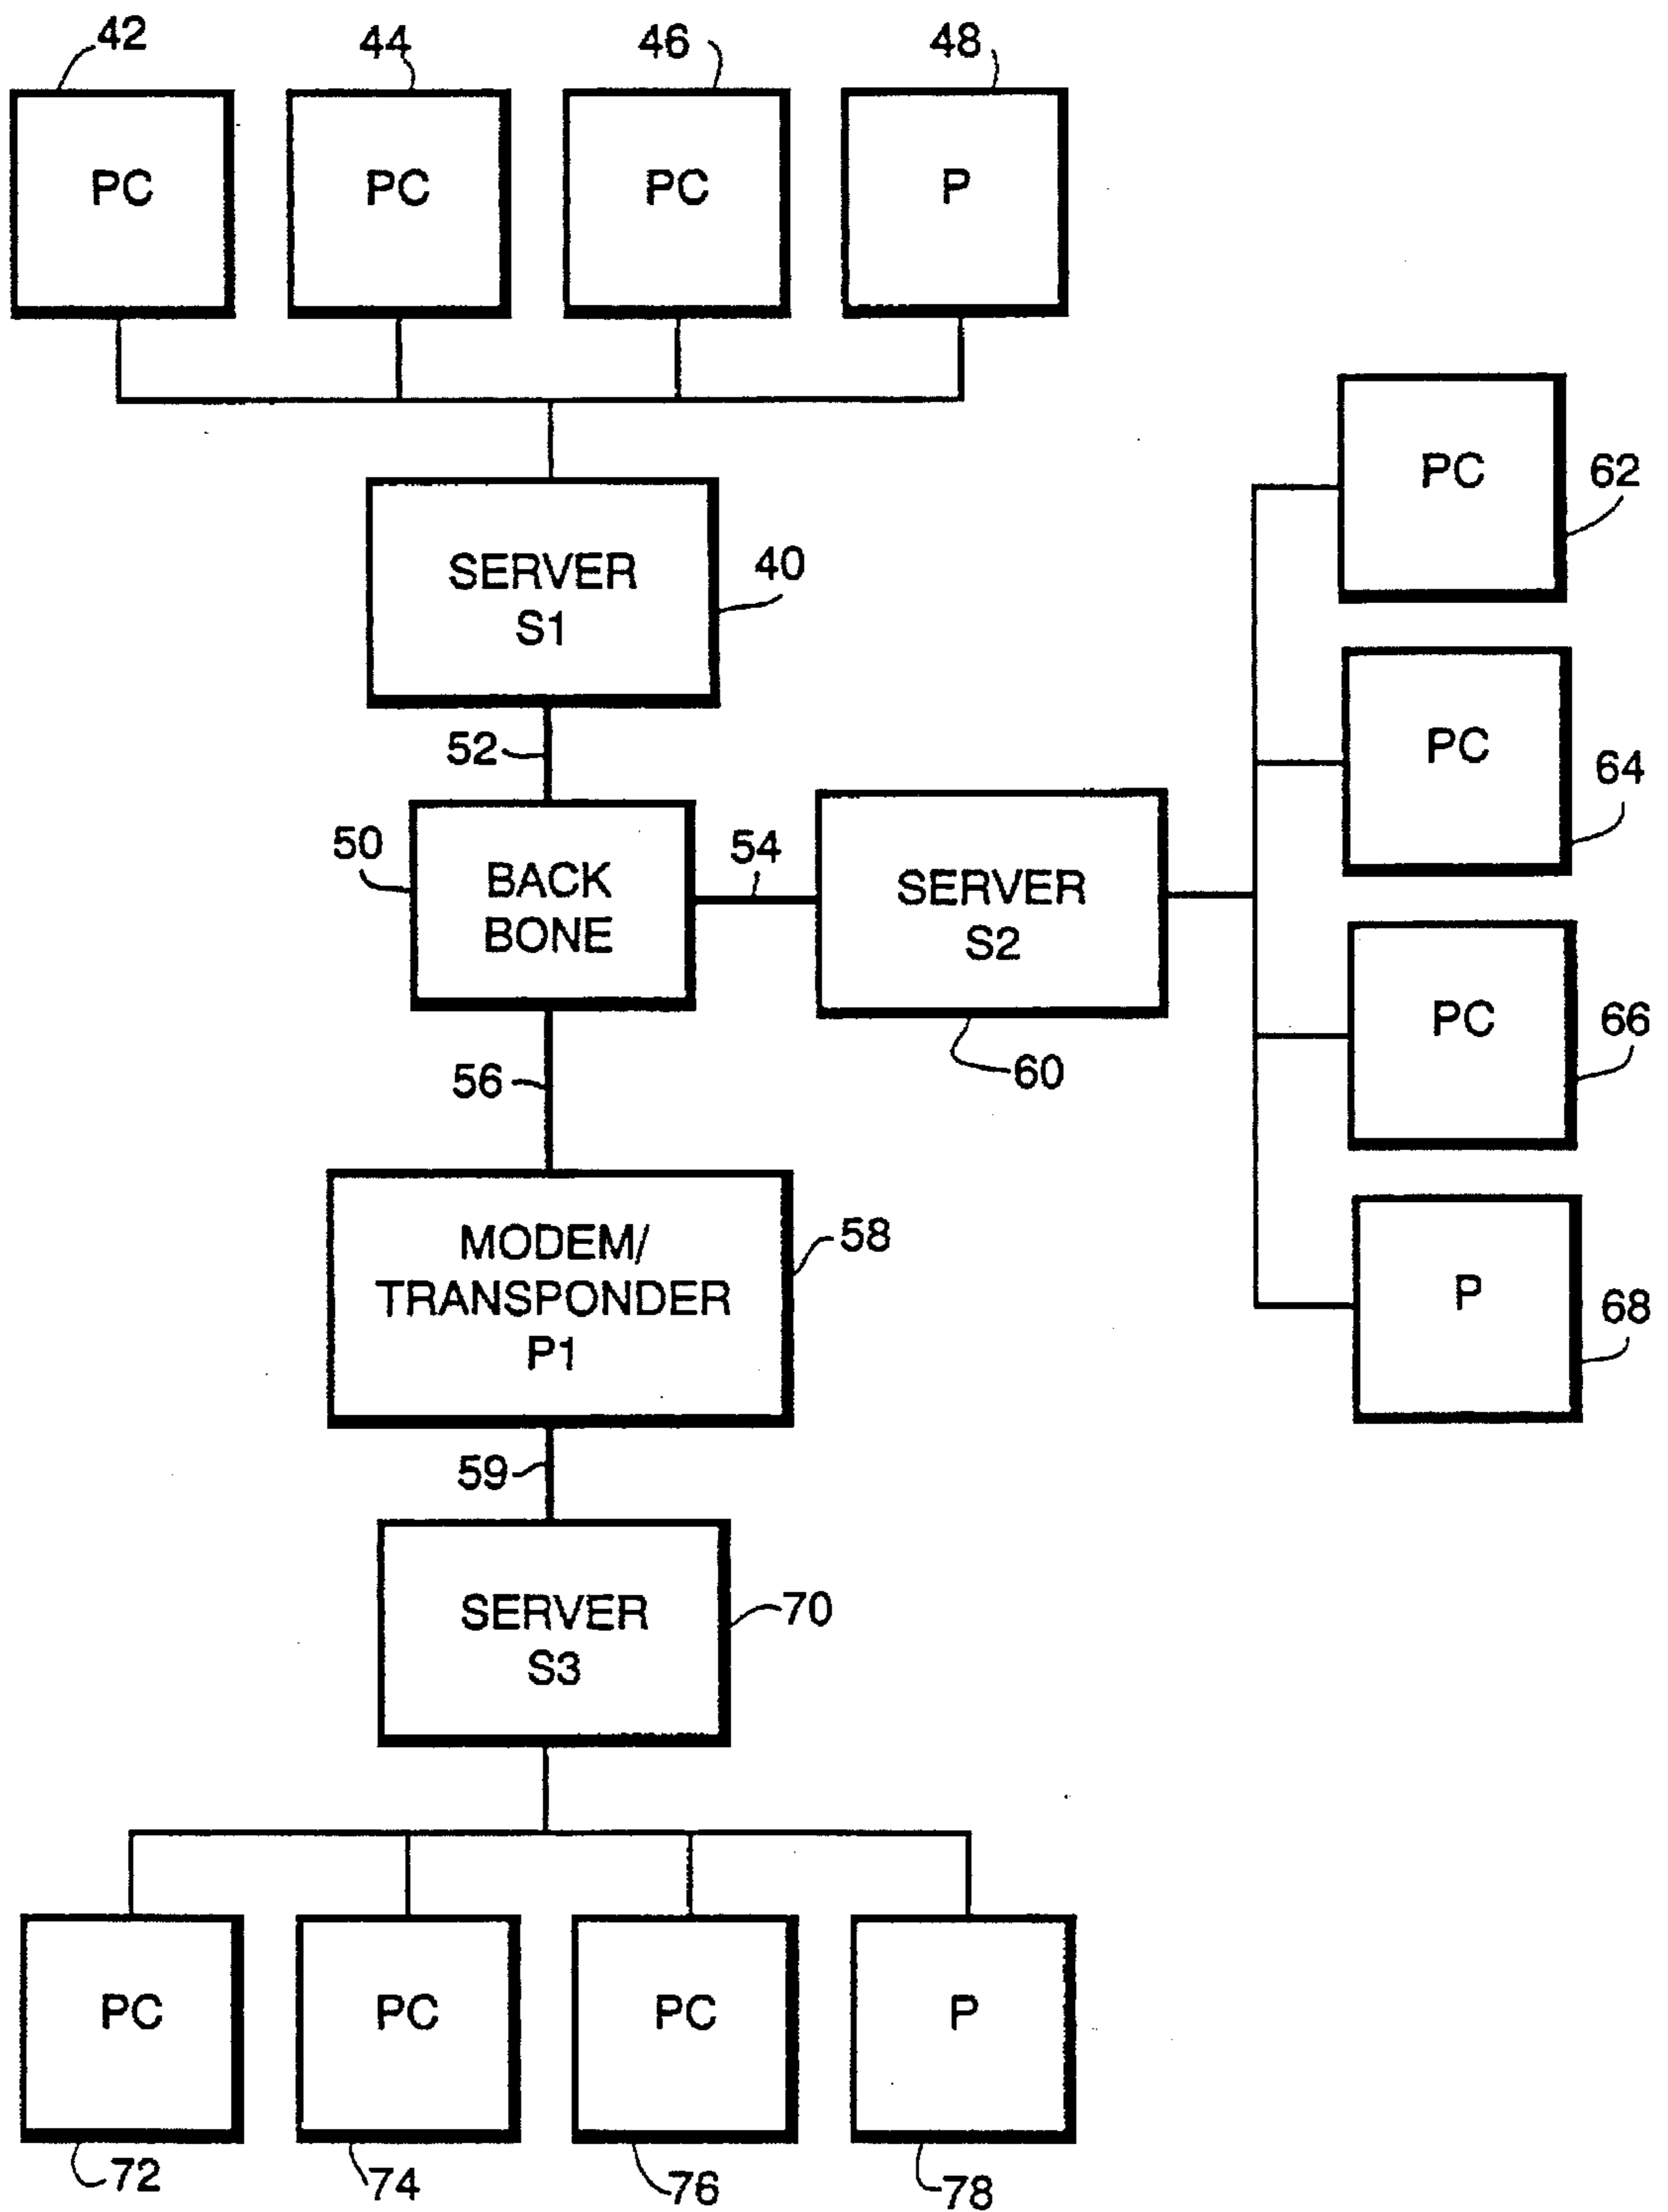 42
44
46
48
PC
PC
PC
P
SERVER
S1
40
52
50
BACK
BONE
54
SERVER
S2
60
PC
62
PC
64
PC
66
P
68
56
MODEM/
TRANSPONDER
P1
58
59
SERVER
S3
70
PC
PC
PC
P
72
74
76
78